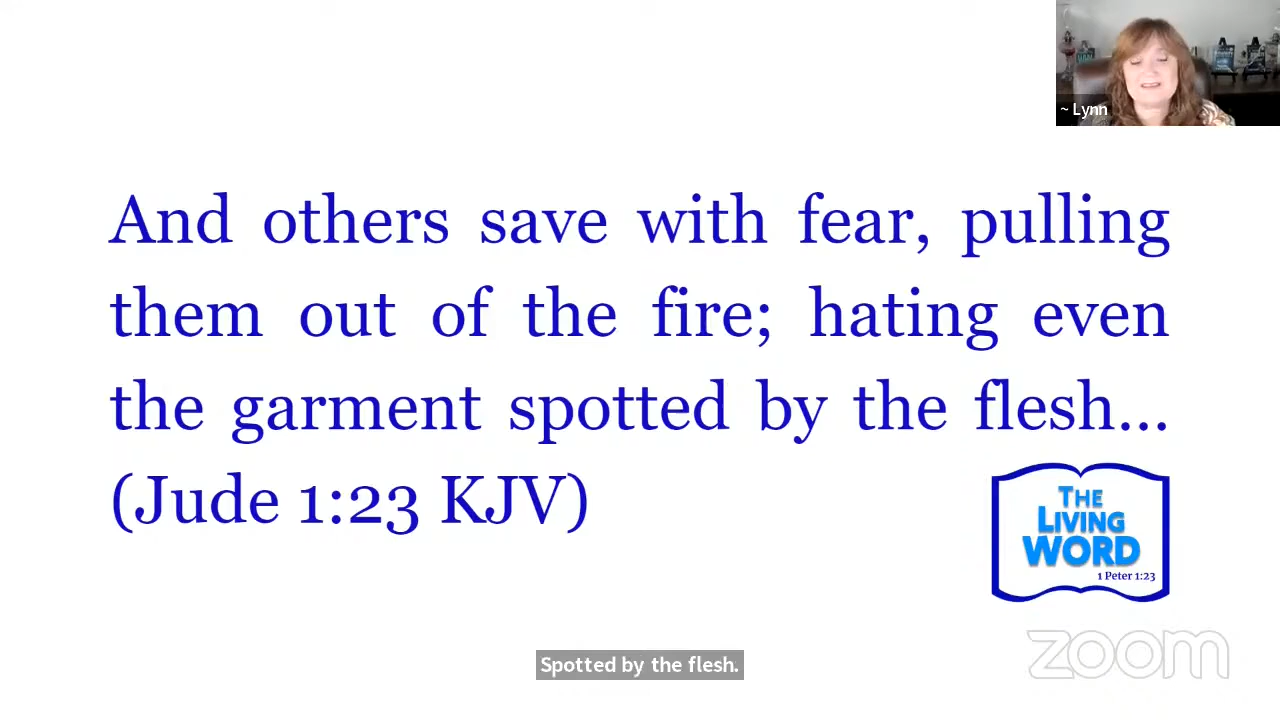 ~ Lynn
And others save with fear, pulling
them out of the fire; hating even
the garment spotted by the flesh...
(Jude 1:23 KJV)
THE
LIVING
WORD
1 Peter 1:23
Spotted by the flesh.
zoom